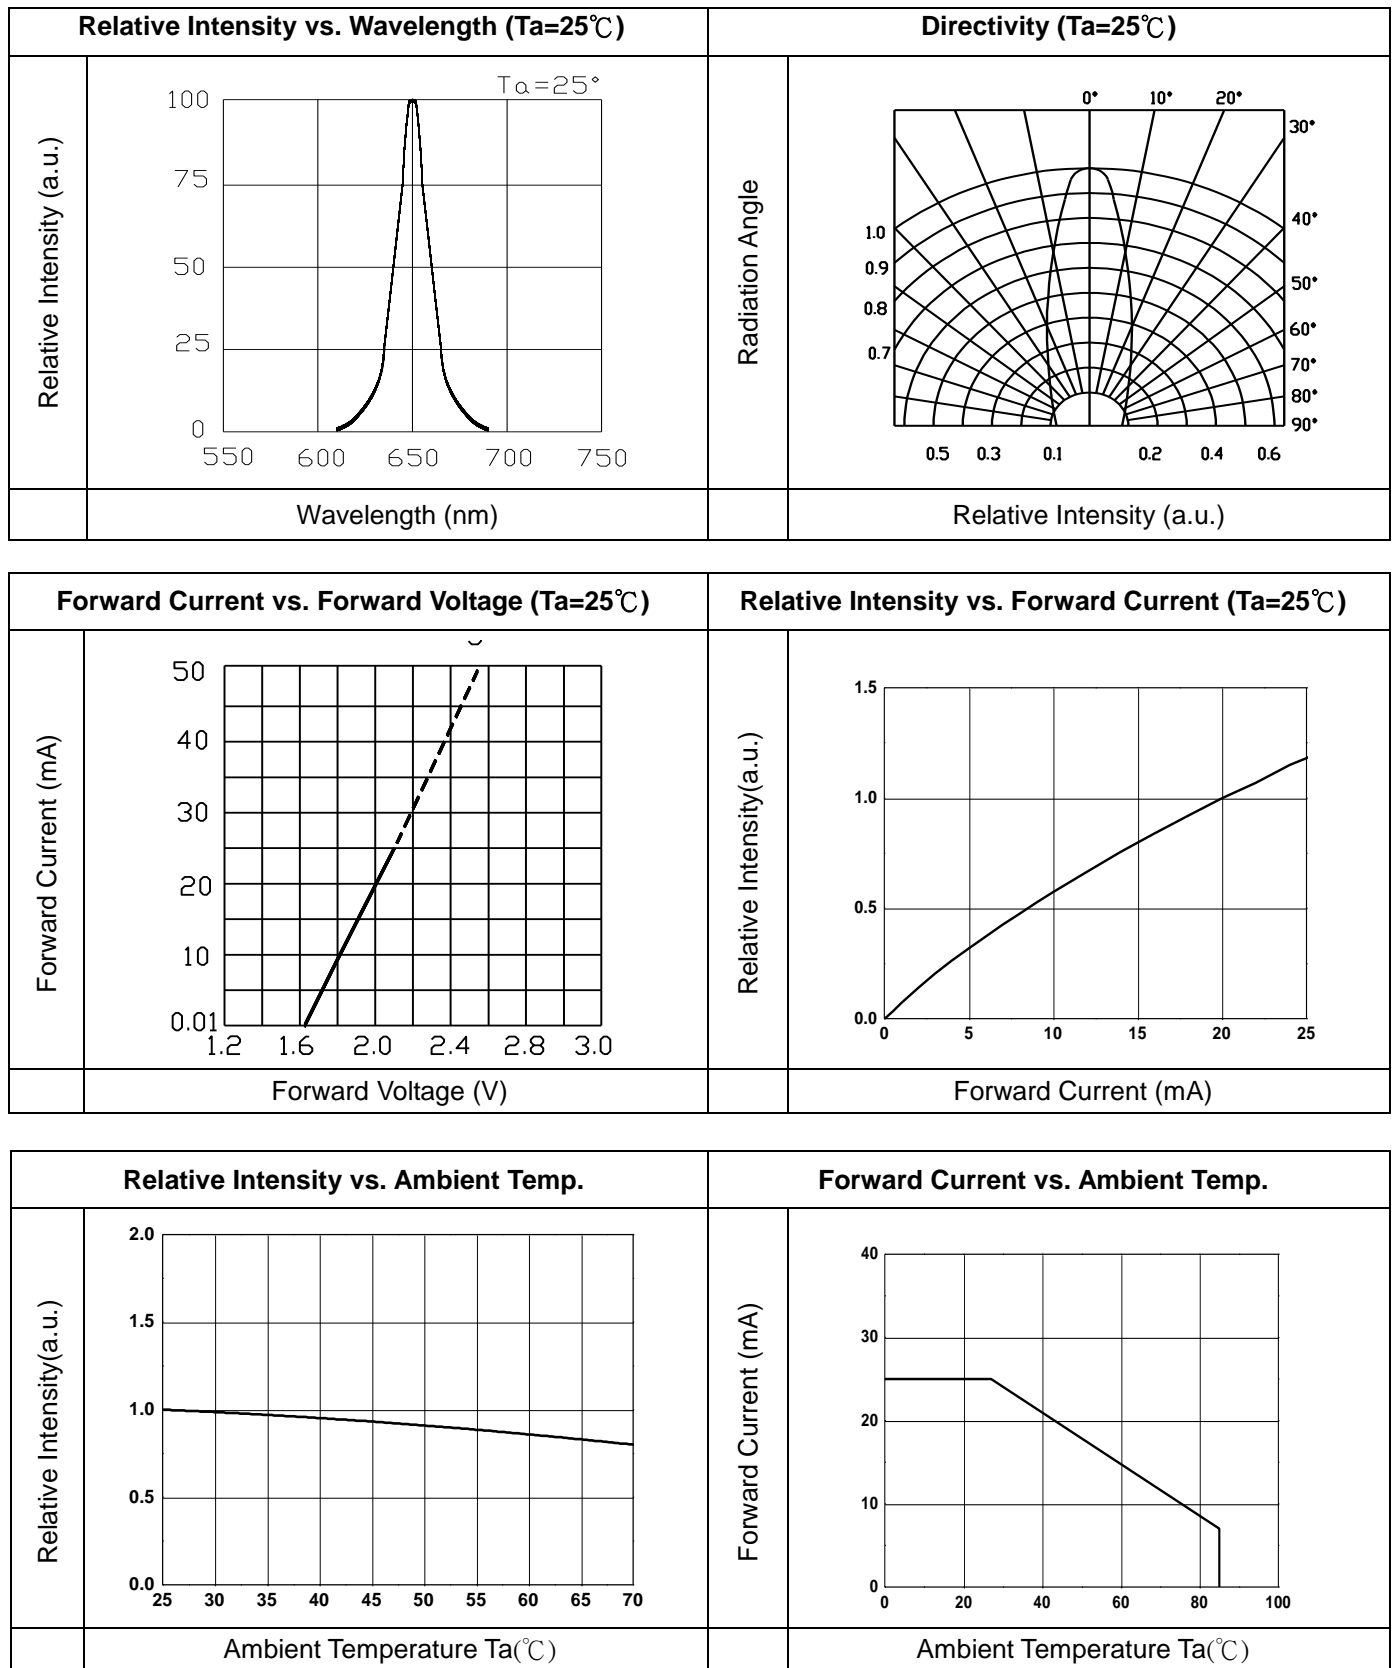 Relative Intensity vs. Wavelength (Ta=25℃)
Directivity (Ta=25℃)
Relative Intensity (a.u.)
Ta=25°
100
75
50
25
0
550 600 650 700 750
Wavelength (nm)
Radiation Angle
0° 10° 20°
30°
40°
50°
60°
70°
80°
90°
1.0
0.9
0.8
0.7
0.5 0.3 0.1 0.2 0.4 0.6
Relative Intensity (a.u.)
Forward Current vs. Forward Voltage (Ta=25℃)
Relative Intensity vs. Forward Current (Ta=25℃)
Forward Current (mA)
50
40
30
20
10
0.01
1.2 1.6 2.0 2.4 2.8 3.0
Forward Voltage (V)
Relative Intensity(a.u.)
1.5
1.0
0.5
0.0
0 5 10 15 20 25
Forward Current (mA)
Relative Intensity vs. Ambient Temp.
Forward Current vs. Ambient Temp.
Relative Intensity(a.u.)
2.0
1.5
1.0
0.5
0.0
25 30 35 40 45 50 55 60 65 70
Ambient Temperature Ta(℃)
Forward Current (mA)
40
30
20
10
0
0 20 40 60 80 100
Ambient Temperature Ta(℃)